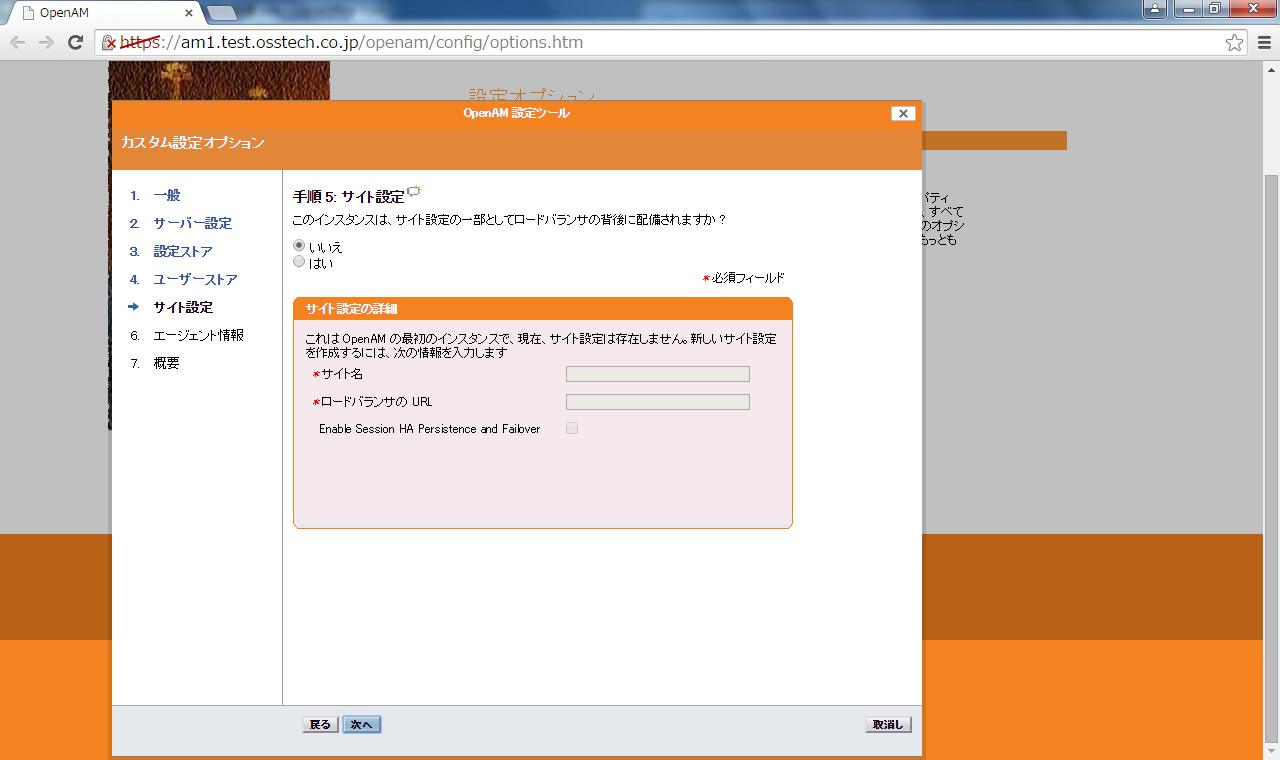 OpenAM
https://am1.test.osstech.co.jp/openam/config/options.htm
設定オプション
OpenAM 設定ツール
カスタム設定オプション
1. 一般
2. サーバー設定
3. 設定ストア
4. ユーザーストア
サイト設定
6. エージェント情報
7. 概要
手順 5: サイト設定
このインスタンスは、サイト設定の一部としてロードバランサの背後に配備されますか ?
いいえ
はい
*必須フィールド
サイト設定の詳細
これは OpenAM の最初のインスタンスで、現在、サイト設定は存在しません。新しいサイト設定
を作成するには、次の情報を入力します
*サイト名
*ロードバランサの URL
Enable Session HA Persistence and Failover
パティ
、すべて
のオプシ
もっとも
戻る
次へ
取消し